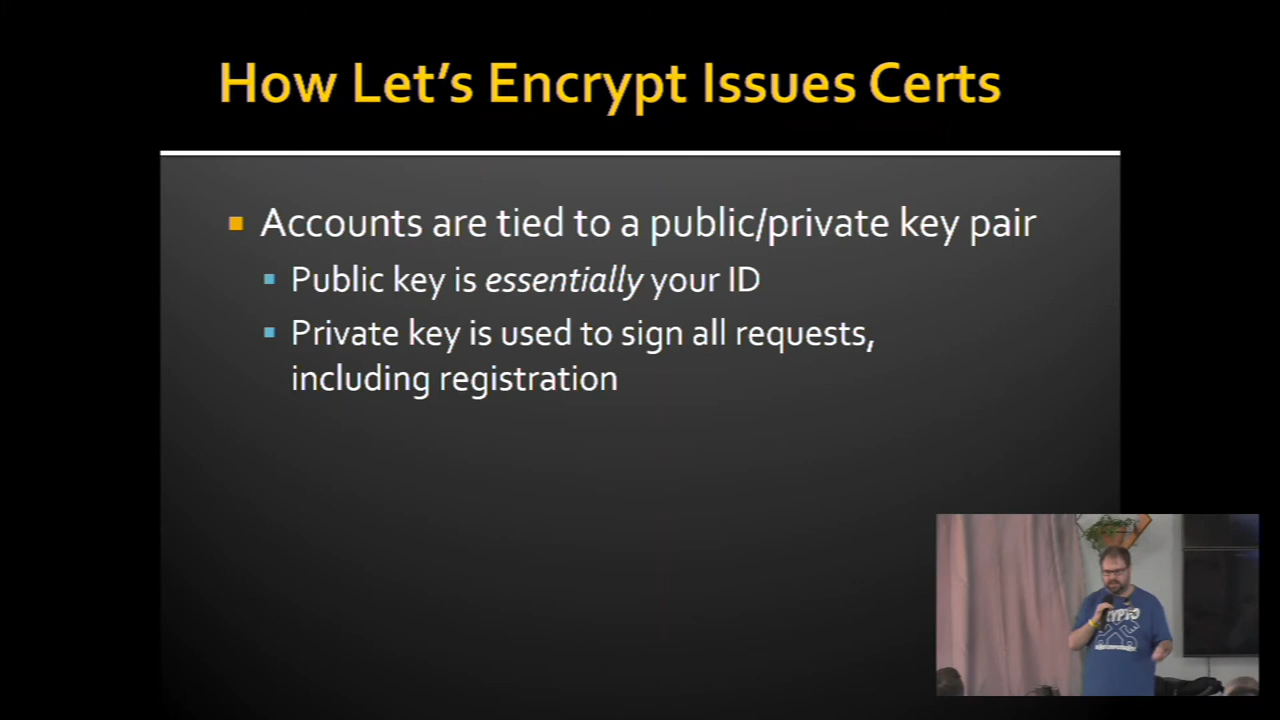 How Let's Encrypt Issues Certs
Accounts are tied to a public/private key pair
Public key is essentially your ID
Private key is used to sign all requests,
including registration